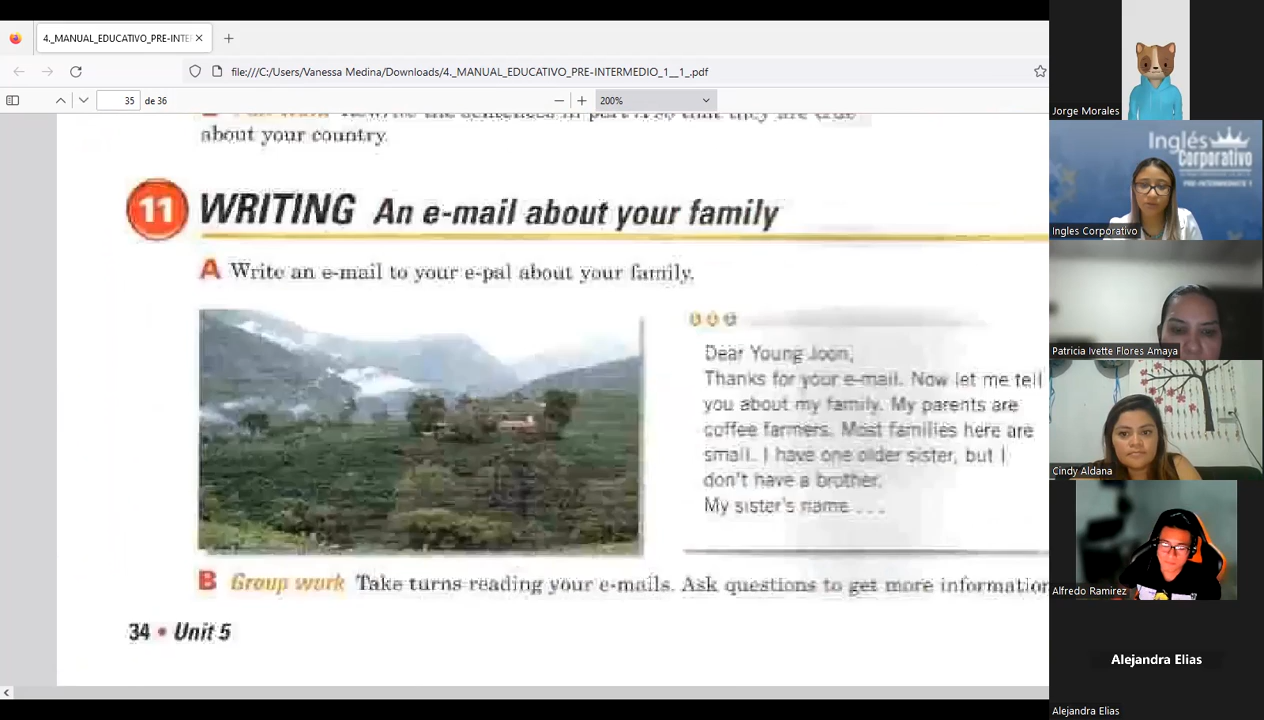 4._MANUAL_EDUCATIVO_PRE-INTE
file:///C:/Users/Vanessa Medina/Downloads/4._MANUAL_EDUCATIVO_PRE-INTERMEDIO_1__1_.pdf
35 de 36
200%
about your country.
11 WRITING An e-mail about your family
A Write an e-mail to your e-pal about your family.
Dear Young Joon,
Thanks for your e-mail. Now let me tell
you about my family. My parents are
coffee farmers. Most families here are
small. I have one older sister, but I
don't have a brother.
My sister's name . . .
B Group work Take turns reading your e-mails. Ask questions to get more information
34 • Unit 5
Jorge Morales
Inglés
Corporativo
PRE-INTERMEDIATE 1
Ingles Corporativo
Patricia Ivette Flores Amaya
Cindy Aldana
Alfredo Ramirez
Alejandra Elias
Alejandra Elias